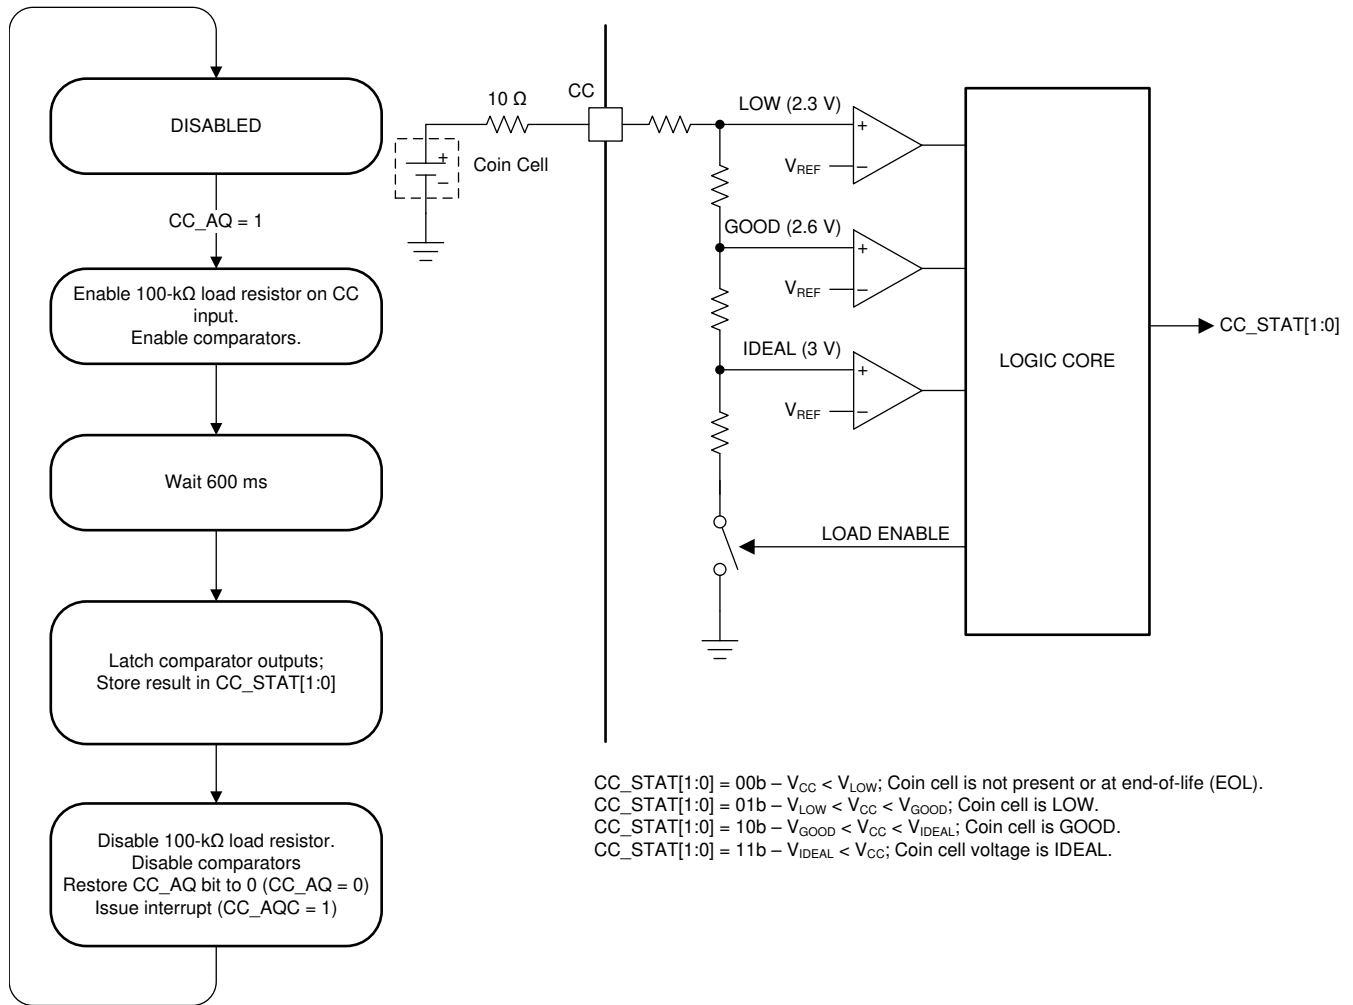 DISABLED
CC_AQ = 1
Enable 100-kΩ load resistor on CC
input.
Enable comparators.
Wait 600 ms
Latch comparator outputs;
Store result in CC_STAT[1:0]
Disable 100-kΩ load resistor.
Disable comparators
Restore CC_AQ bit to 0 (CC_AQ = 0)
Issue interrupt (CC_AQC = 1)
10 Ω
CC
+
–
Coin Cell
LOW (2.3 V)
+
VREF
–
GOOD (2.6 V)
+
VREF
–
IDEAL (3 V)
+
VREF
–
LOGIC CORE
CC_STAT[1:0]
LOAD ENABLE
CC_STAT[1:0] = 00b – VCC < VLOW; Coin cell is not present or at end-of-life (EOL).
CC_STAT[1:0] = 01b – VLOW < VCC < VGOOD; Coin cell is LOW.
CC_STAT[1:0] = 10b – VGOOD < VCC < VIDEAL; Coin cell is GOOD.
CC_STAT[1:0] = 11b – VIDEAL < VCC; Coin cell voltage is IDEAL.